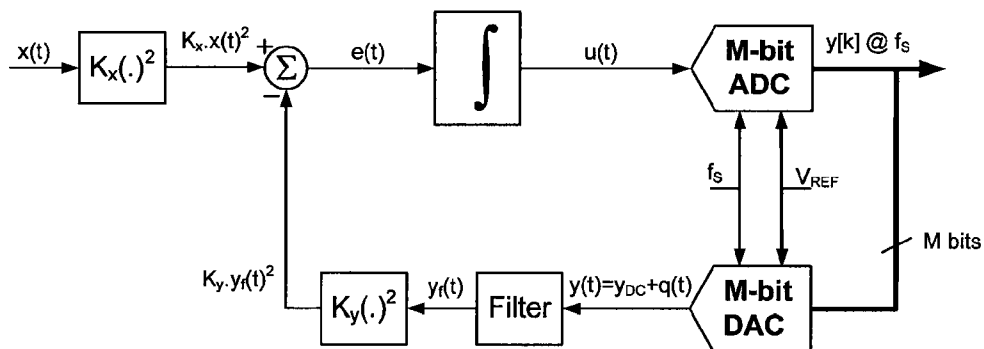 x(t)
Kx(.)²
Kx.x(t)²
+
Σ
−
e(t)
∫
u(t)
M-bit
ADC
y[k] @ fS
fS
VREF
M bits
M-bit
DAC
y(t)=yDC+q(t)
Filter
yf(t)
Ky(.)²
Ky.yf(t)²